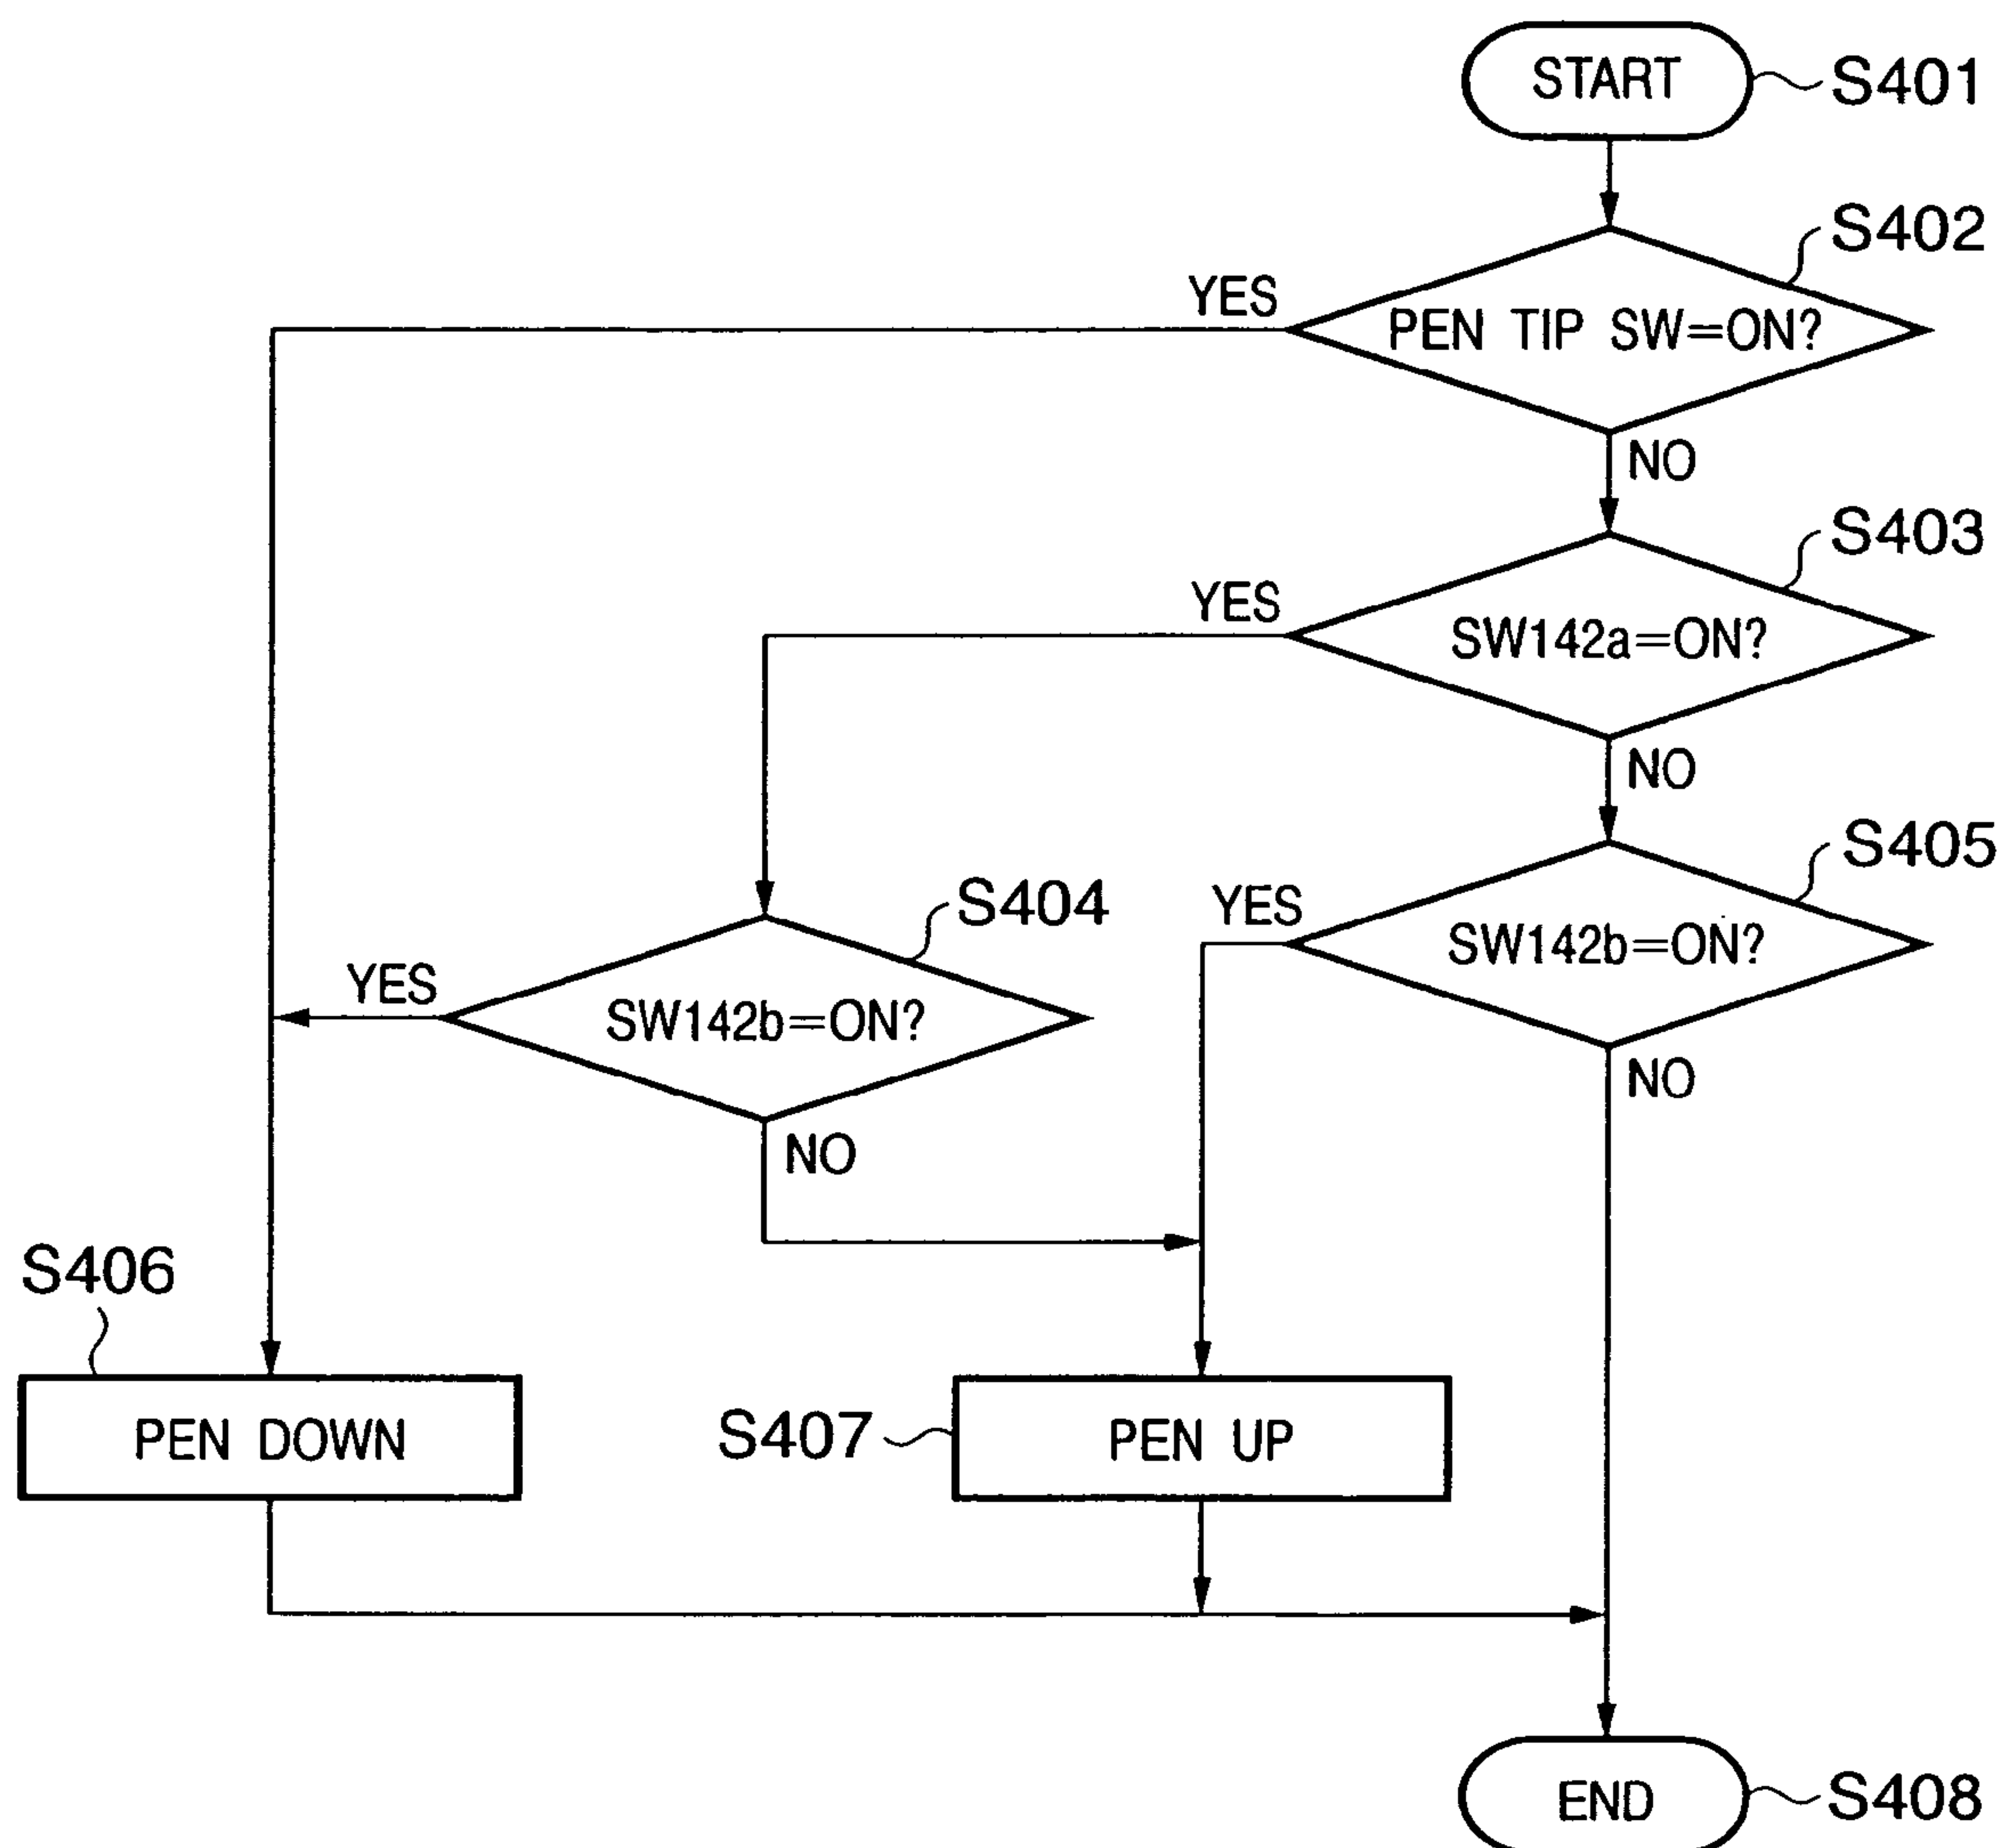 START
S401
S402
YES
PEN TIP SW=ON?
NO
S403
YES
SW142a=ON?
NO
S405
S404
YES
SW142b=ON?
YES
SW142b=ON?
NO
NO
S406
PEN DOWN
S407
PEN UP
END
S408